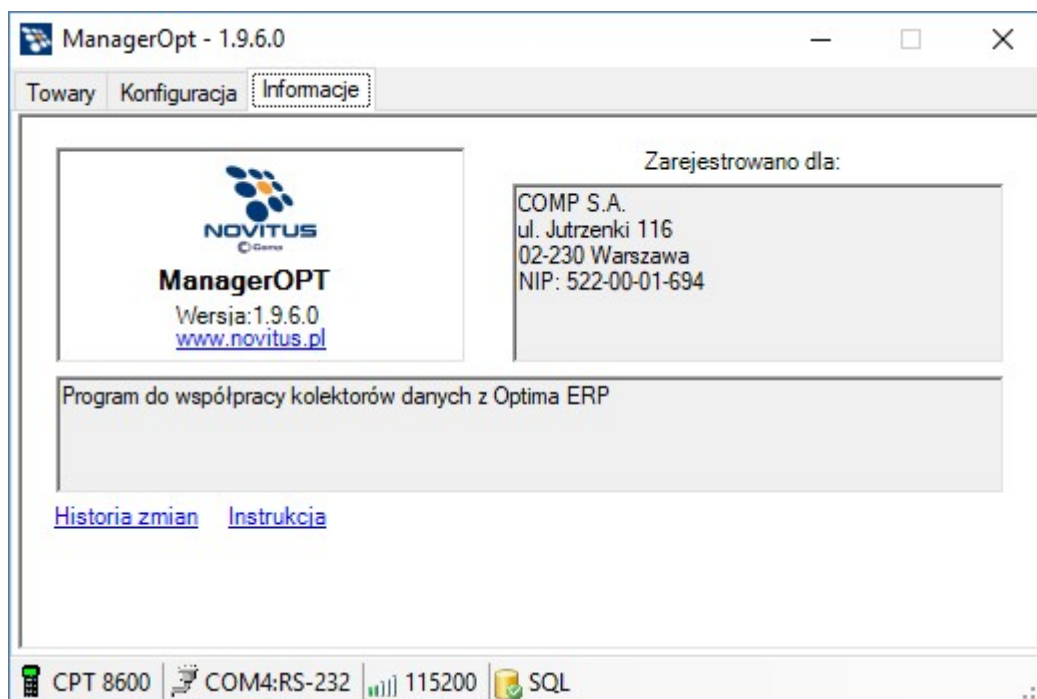 ManagerOpt - 1.9.6.0
Towary Konfiguracja Informacje
NOVITUS
ManagerOPT
Wersja:1.9.6.0
www.novitus.pl
Zarejestrowano dla:
COMP S.A.
ul. Jutrzenki 116
02-230 Warszawa
NIP: 522-00-01-694
Program do współpracy kolektorów danych z Optima ERP
Historia zmian Instrukcja
CPT 8600 COM4:RS-232 115200 SQL